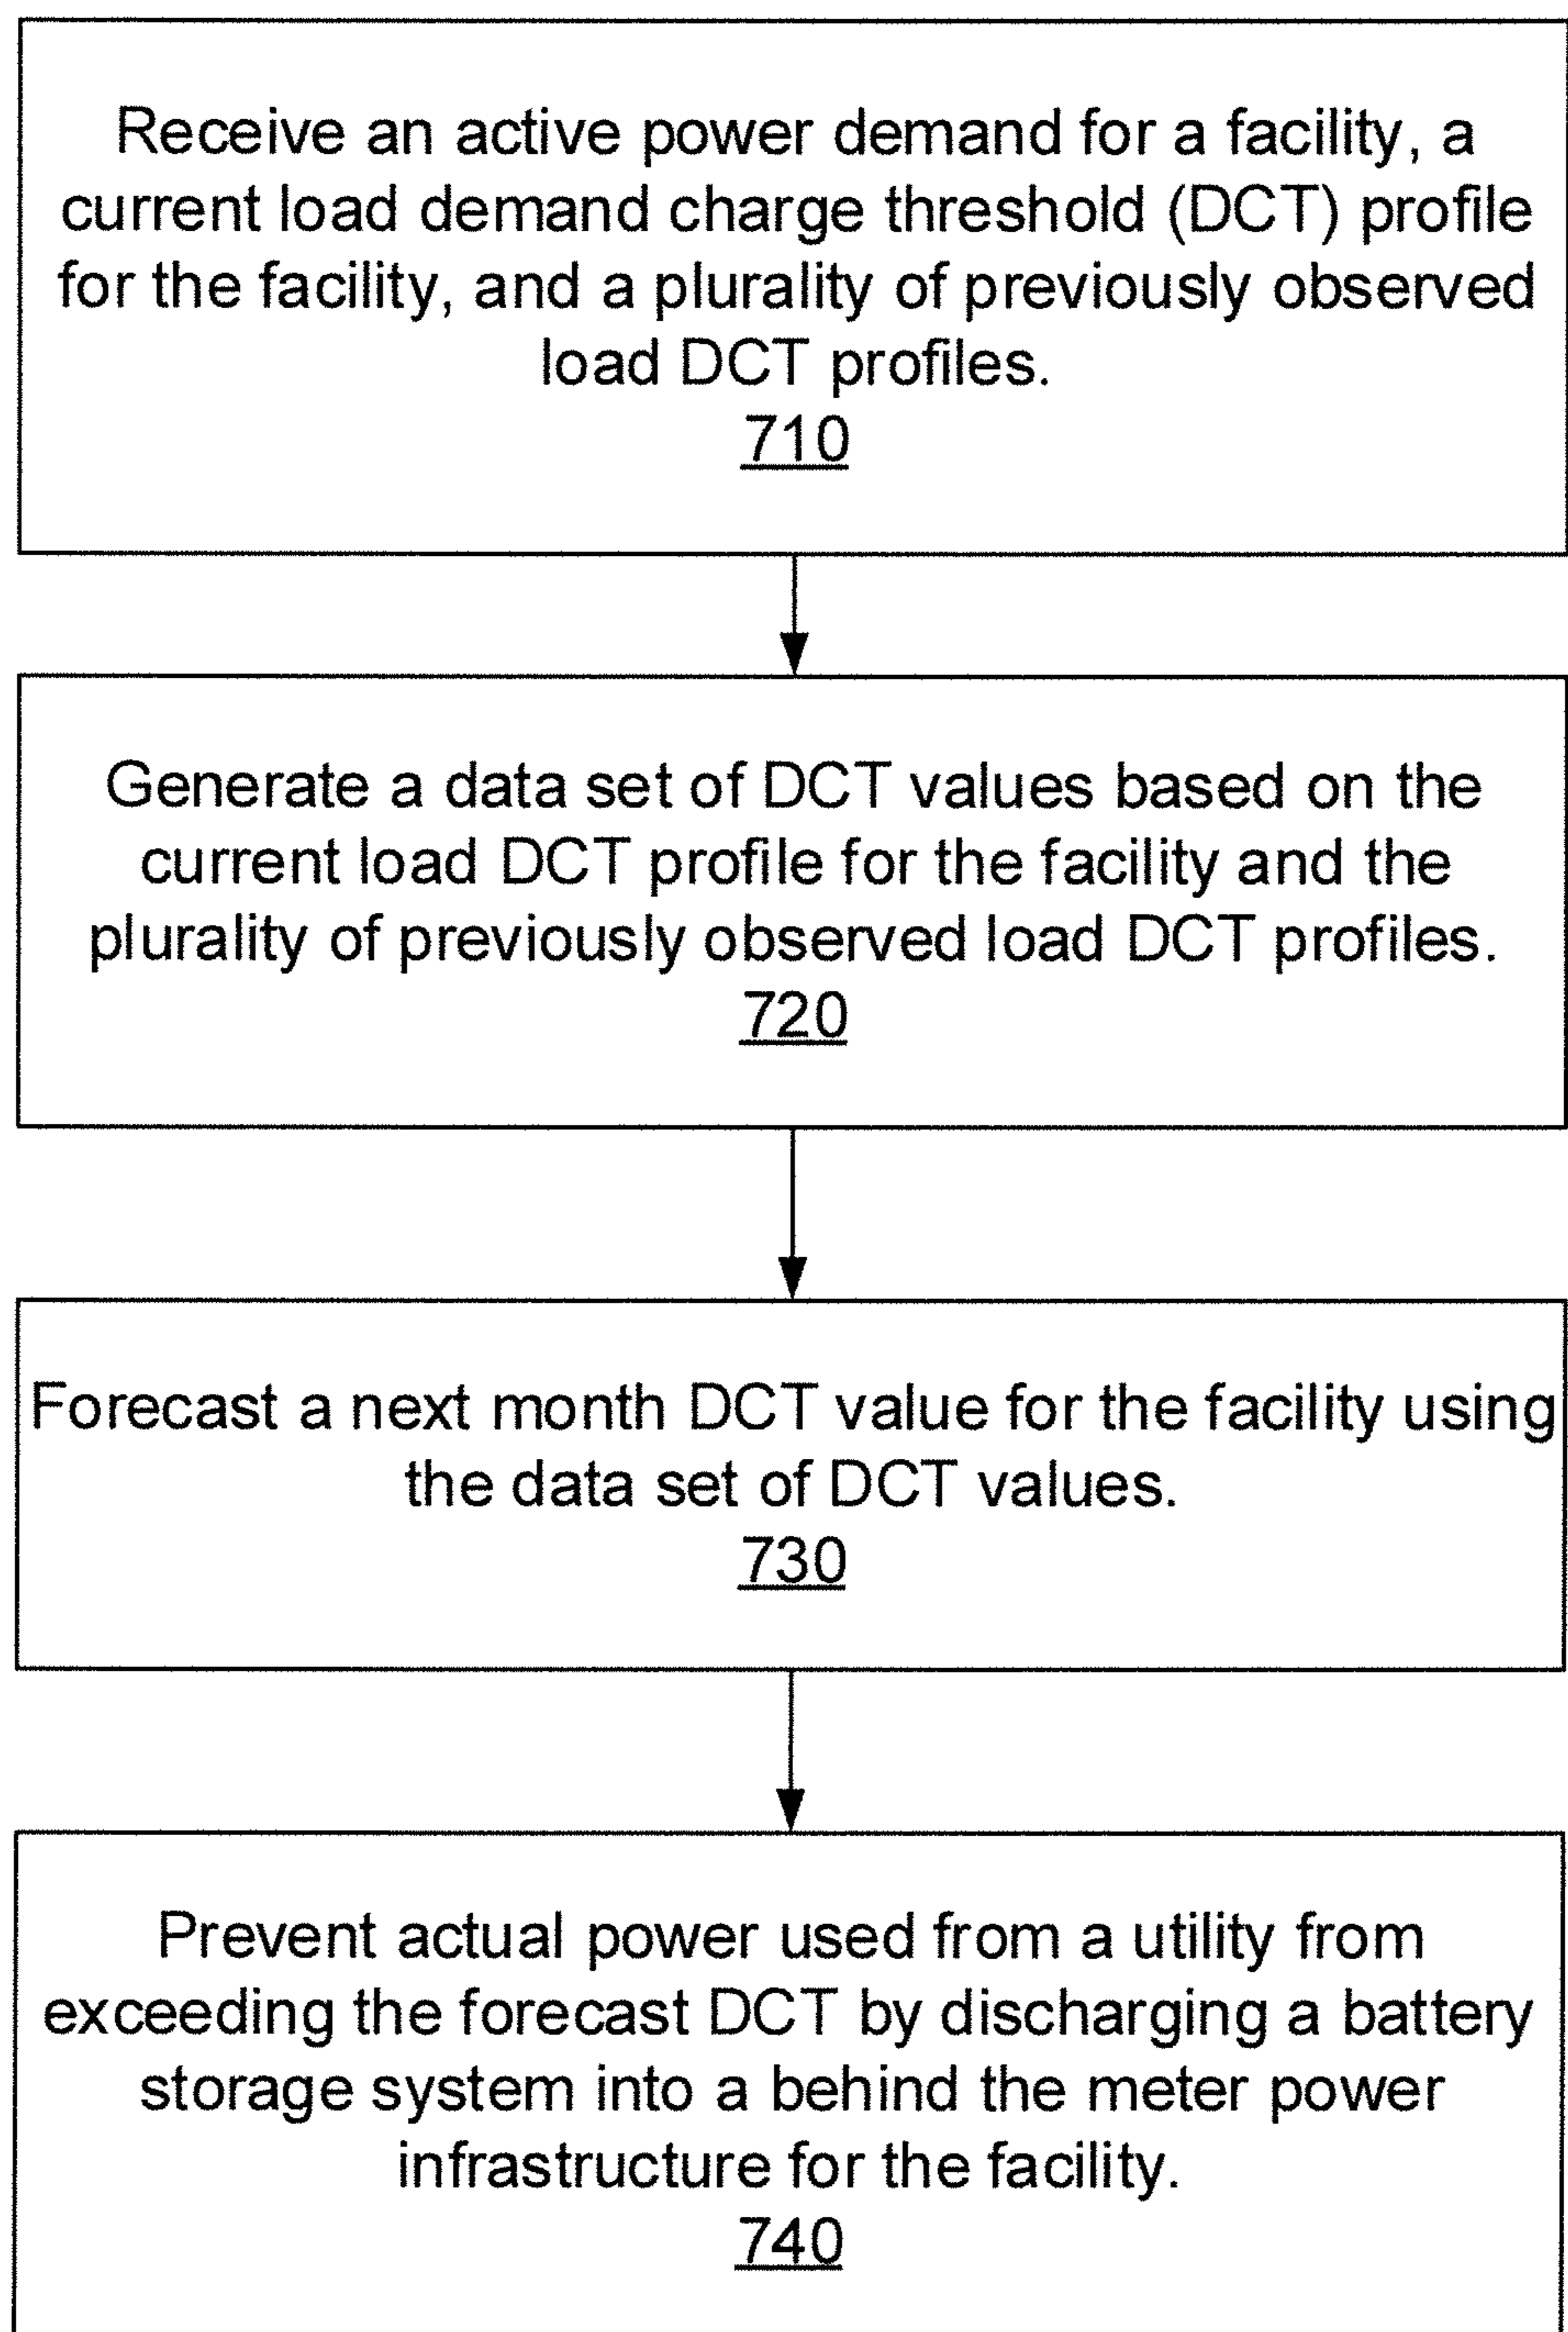 Receive an active power demand for a facility, a
current load demand charge threshold (DCT) profile
for the facility, and a plurality of previously observed
load DCT profiles.
710
Generate a data set of DCT values based on the
current load DCT profile for the facility and the
plurality of previously observed load DCT profiles.
720
Forecast a next month DCT value for the facility using
the data set of DCT values.
730
Prevent actual power used from a utility from
exceeding the forecast DCT by discharging a battery
storage system into a behind the meter power
infrastructure for the facility.
740